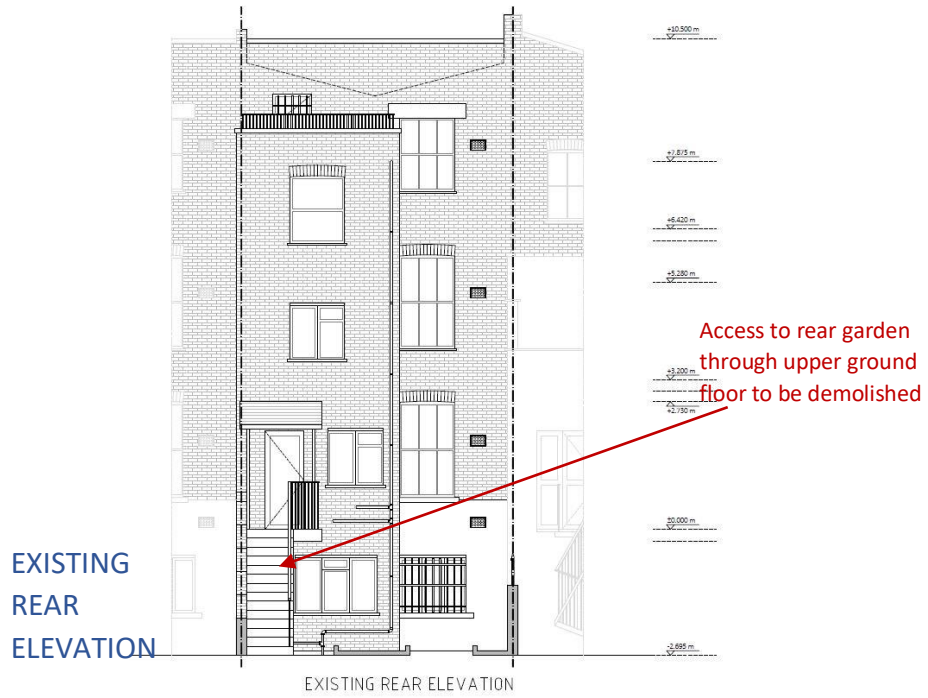 +10.500 m
+7.875 m
+6.420 m
+5.280 m
Access to rear garden
through upper ground
floor to be demolished
+3.200 m
+2.730 m
±0.000 m
EXISTING
REAR
ELEVATION
-2.695 m
EXISTING REAR ELEVATION